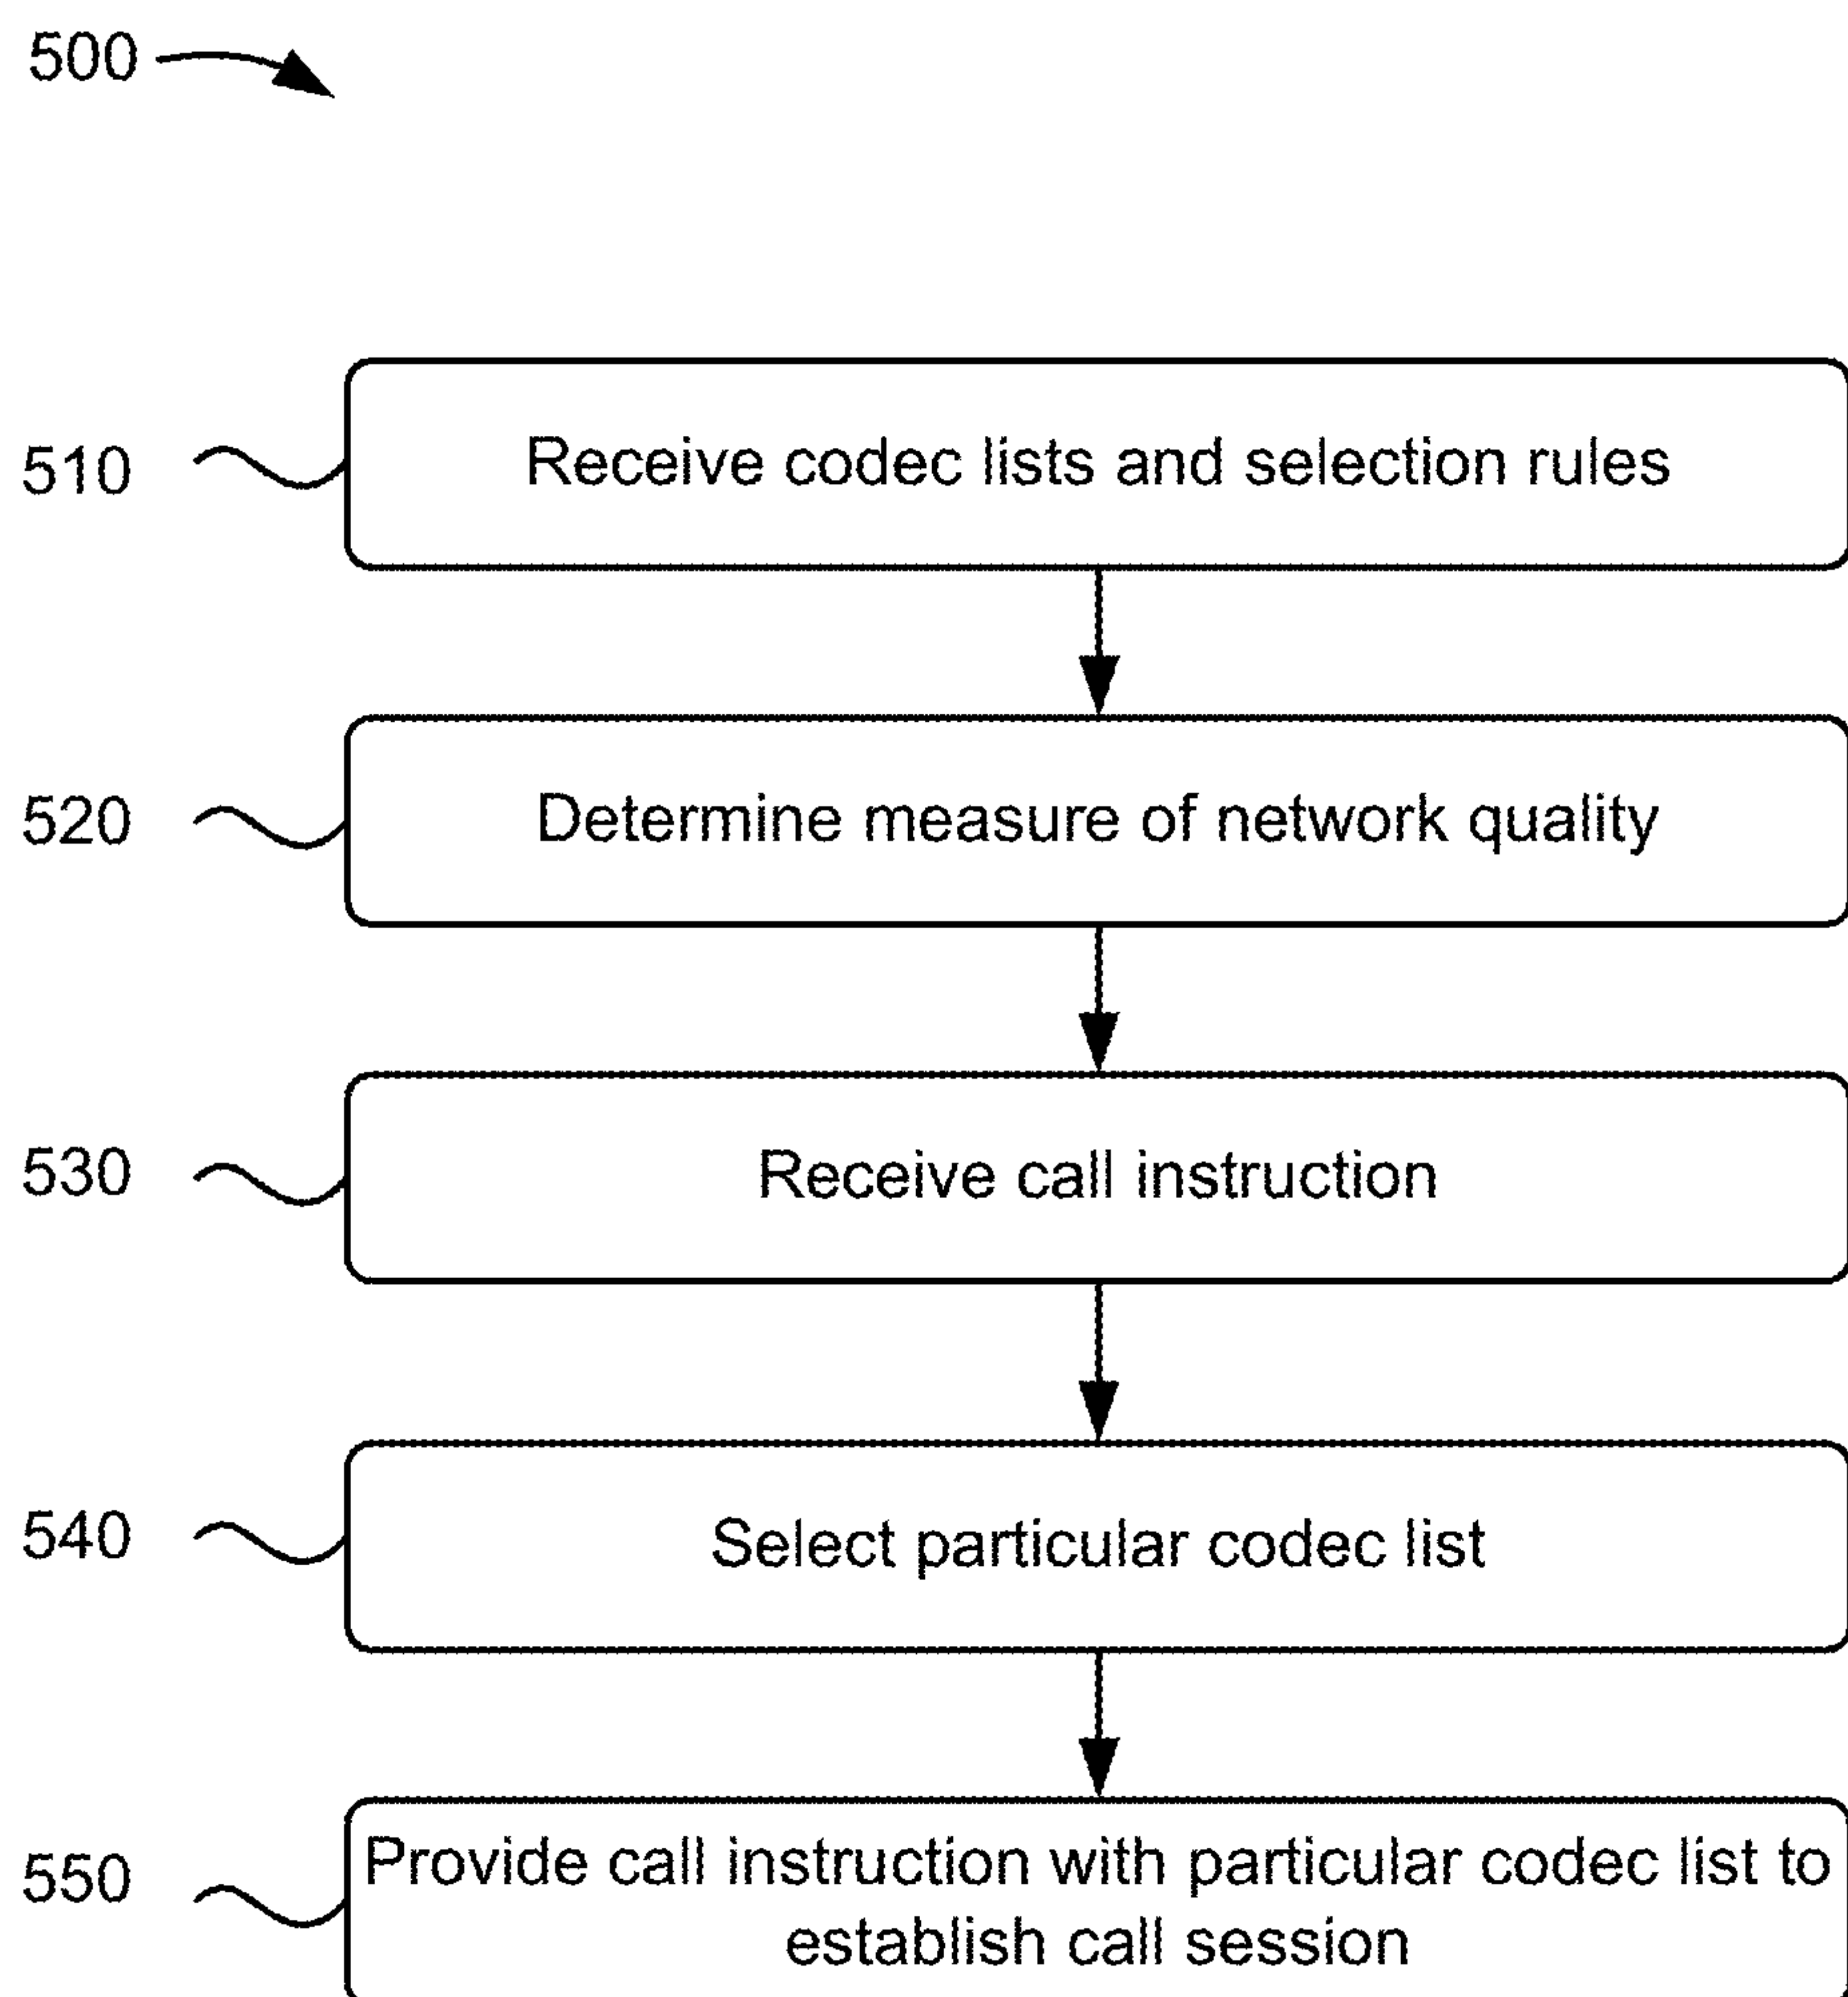 500
510
Receive codec lists and selection rules
520
Determine measure of network quality
530
Receive call instruction
540
Select particular codec list
550
Provide call instruction with particular codec list to
establish call session